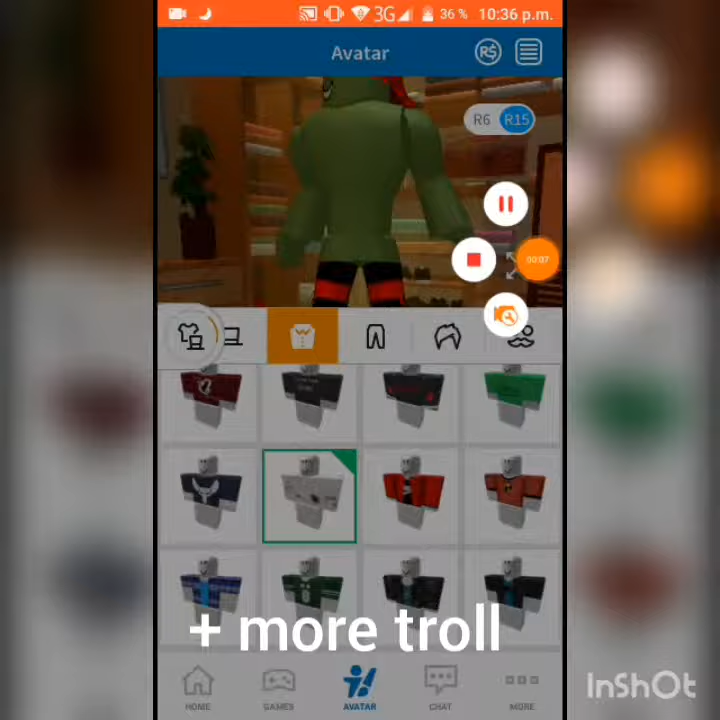 3G 36 % 10:36 p.m.
Avatar
R$
R6 R15
00:07
+ more troll
HOME GAMES AVATAR CHAT MORE
InShOt